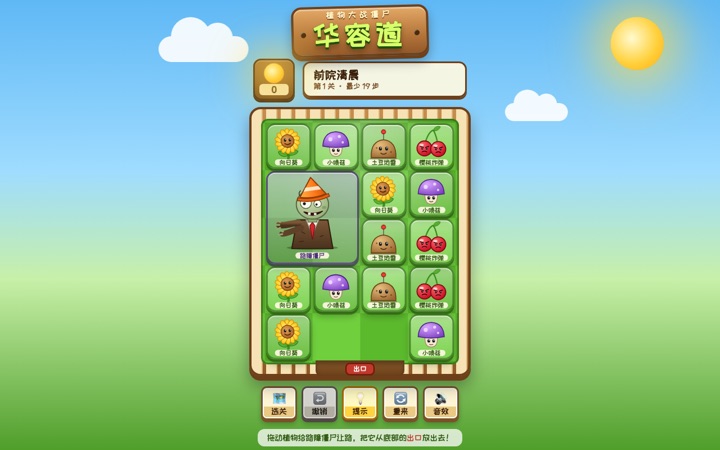 植物大战僵尸
华容道
0
前院清晨
第1关 · 最少19步
向日葵
小喷菇
土豆地雷
樱桃炸弹
路障僵尸
向日葵
小喷菇
土豆地雷
樱桃炸弹
向日葵
小喷菇
土豆地雷
樱桃炸弹
向日葵
小喷菇
出口
选关
撤销
提示
重来
音效
拖动植物给路障僵尸让路，把它从底部的出口放出去！